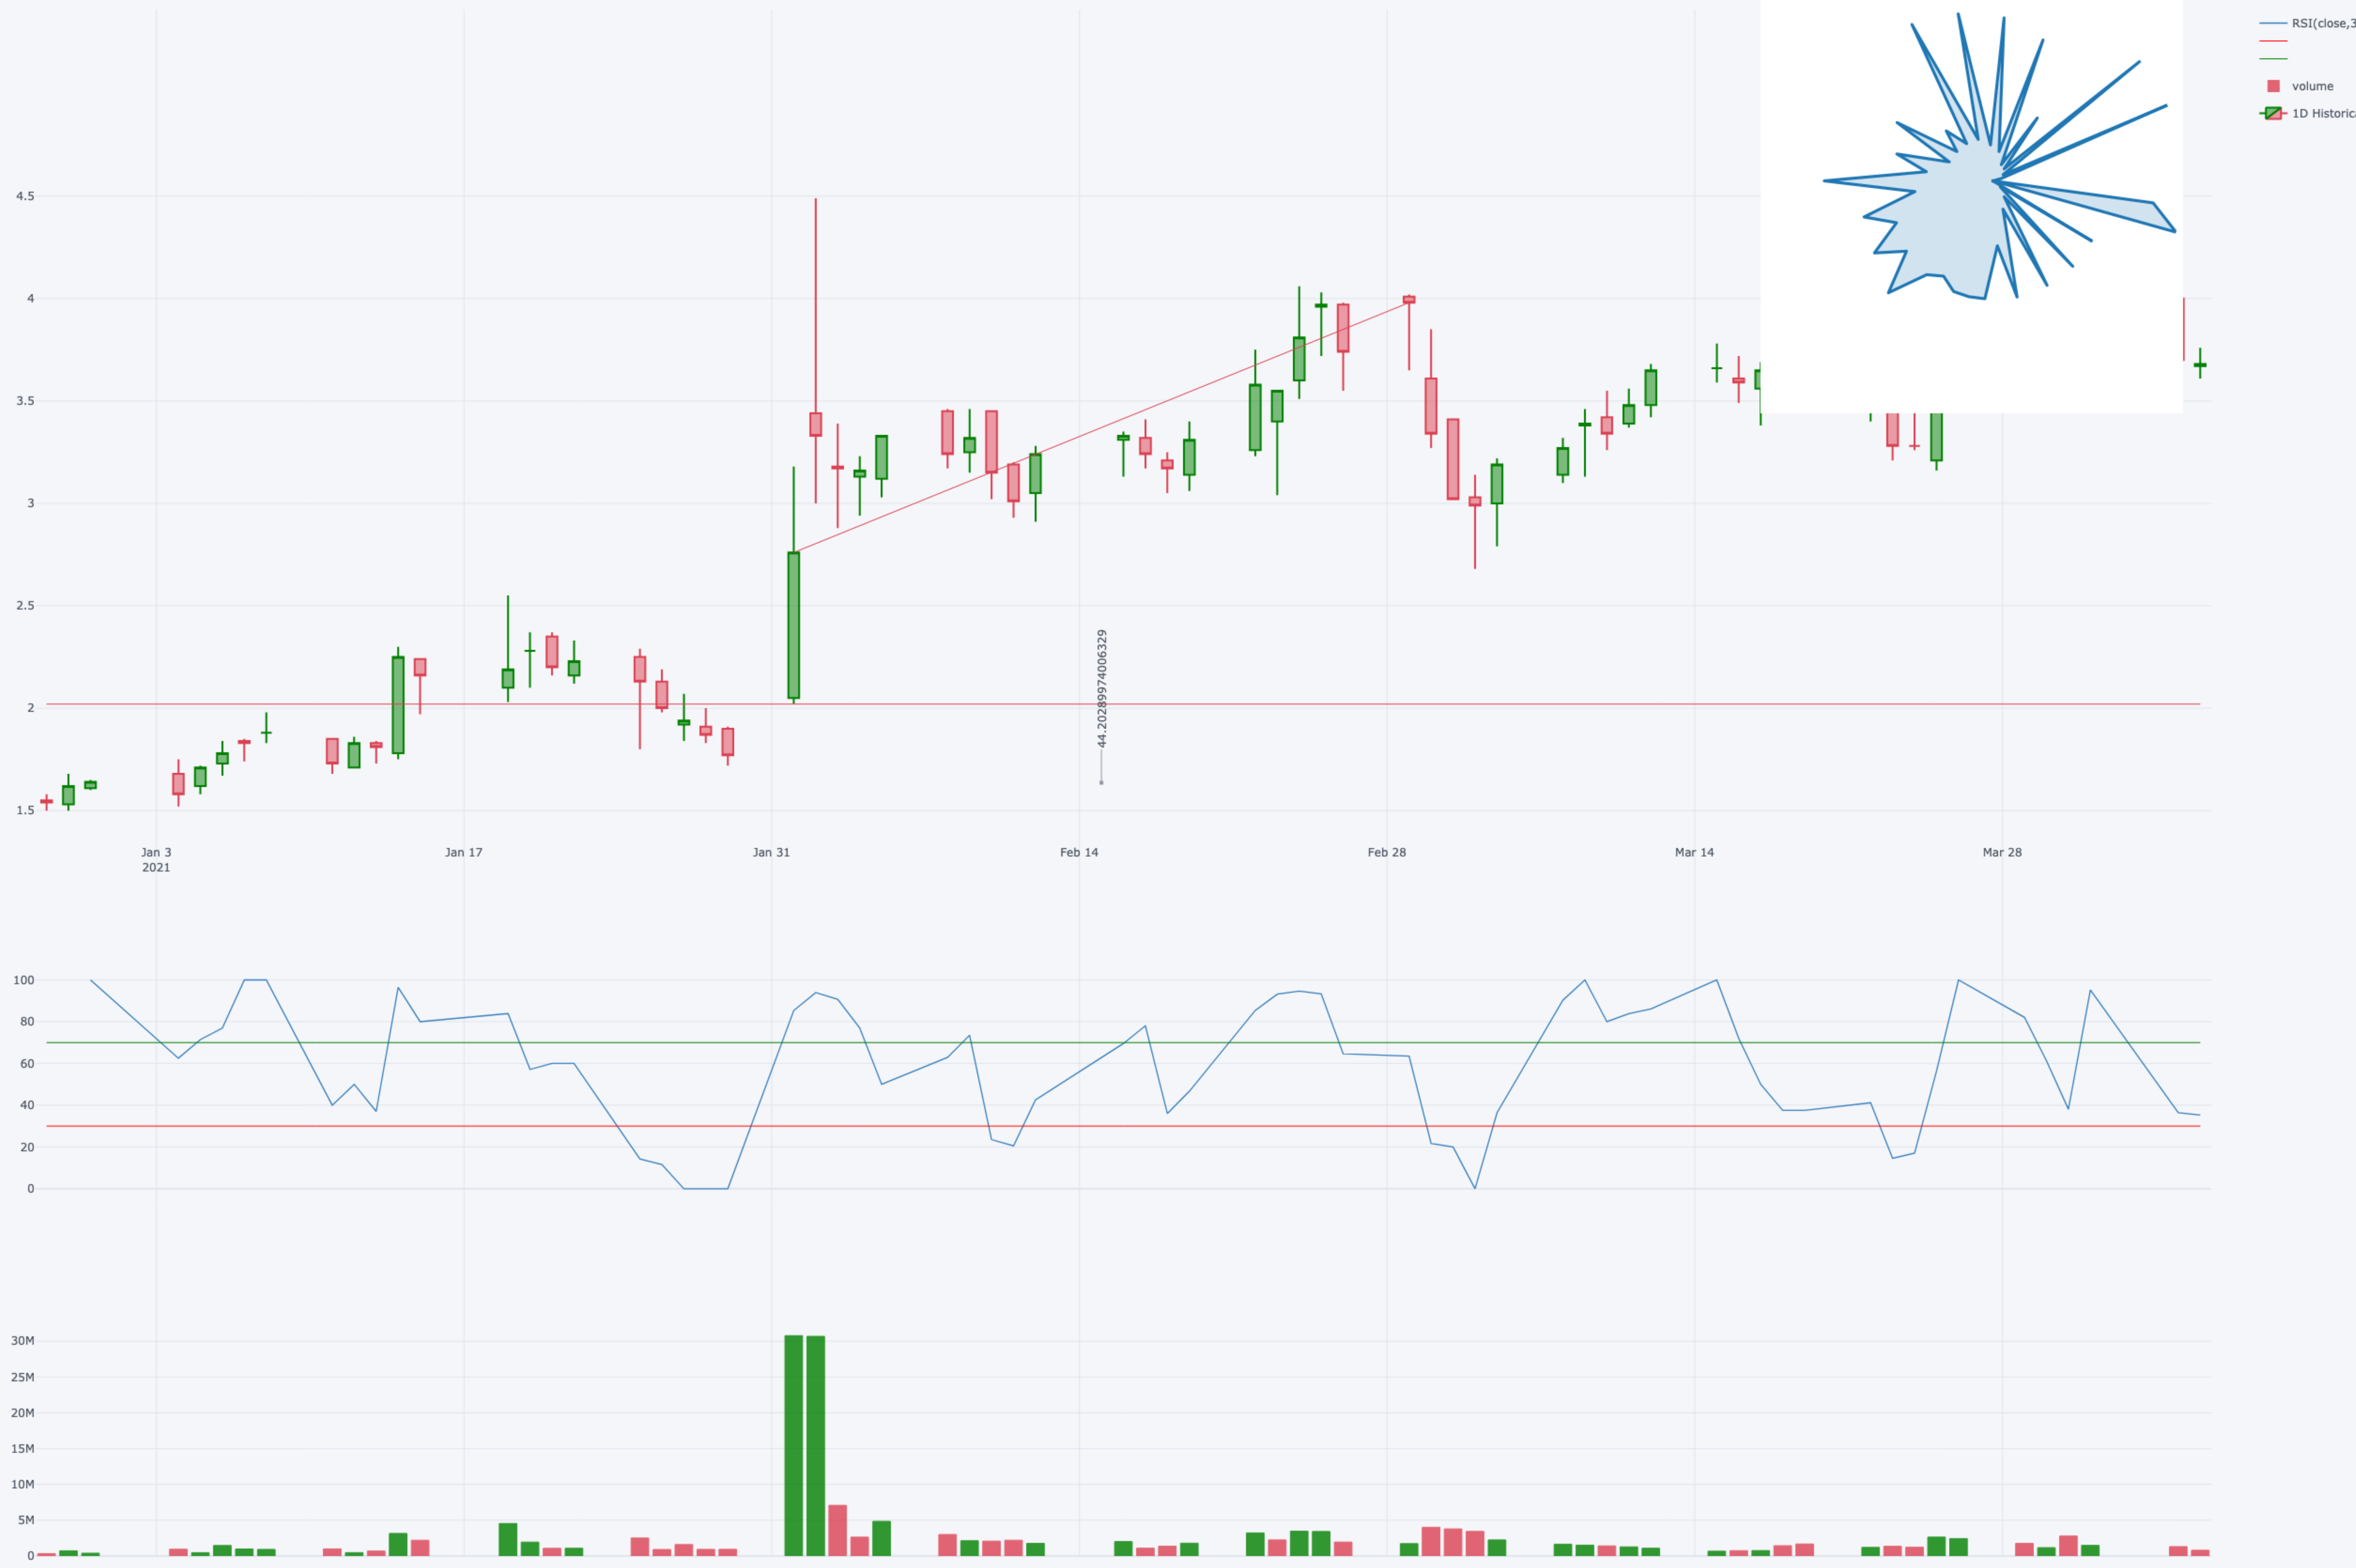 RSI(close,3
volume
1D Historica
4.5
4
3.5
3
2.5
2
1.5
44.20289974006329
Jan 3
2021
Jan 17
Jan 31
Feb 14
Feb 28
Mar 14
Mar 28
100
80
60
40
20
0
30M
25M
20M
15M
10M
5M
0